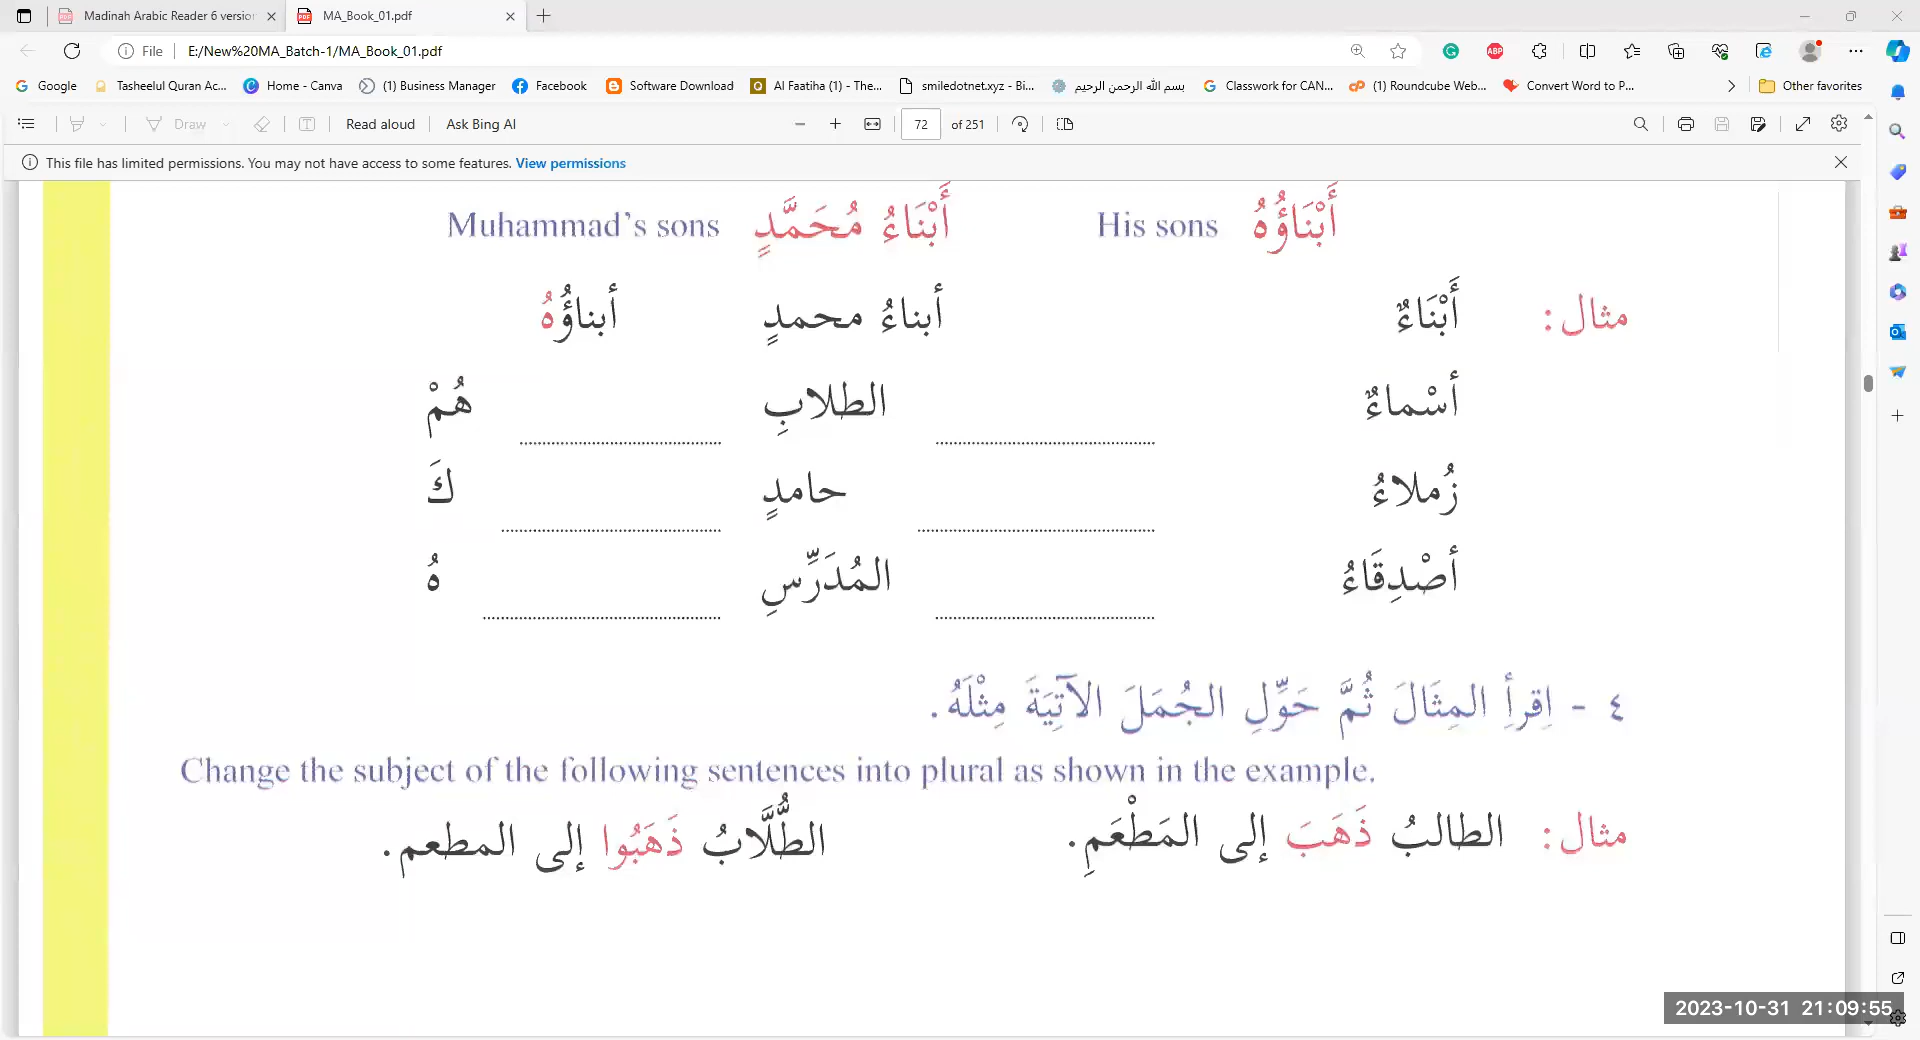 Madinah Arabic Reader 6 versio
MA_Book_01.pdf
File E:/New%20MA_Batch-1/MA_Book_01.pdf
Google Tasheelul Quran Ac... Home - Canva (1) Business Manager Facebook Software Download Al Faatiha (1) - The... smiledotnet.xyz - Bi... بسم الله الرحمن الرحيم Classwork for CAN... (1) Roundcube Web... Convert Word to P... Other favorites
Draw Read aloud Ask Bing AI 72 of 251
This file has limited permissions. You may not have access to some features. View permissions
Muhammad's sons أَبْنَاءُ مُحَمَّدٍ His sons أَبْنَاؤُهُ
مثال: أَبْنَاءٌ أبناءُ محمدٍ أبناؤُهُ
أسْماءٌ ........ الطلابِ ........ هُمْ
زُملاءُ ........ حامدٍ ........ كَ
أصْدِقَاءُ ........ المُدَرِّسِ ........ هُ
٤ - اِقرأِ المِثَالَ ثُمَّ حَوِّلِ الجُمَلَ الآتِيَةَ مِثْلَهُ.
Change the subject of the following sentences into plural as shown in the example.
مثال: الطالبُ ذَهَبَ إلى المَطْعَمِ. الطُّلَّابُ ذَهَبُوا إلى المطعم.
2023-10-31 21:09:55